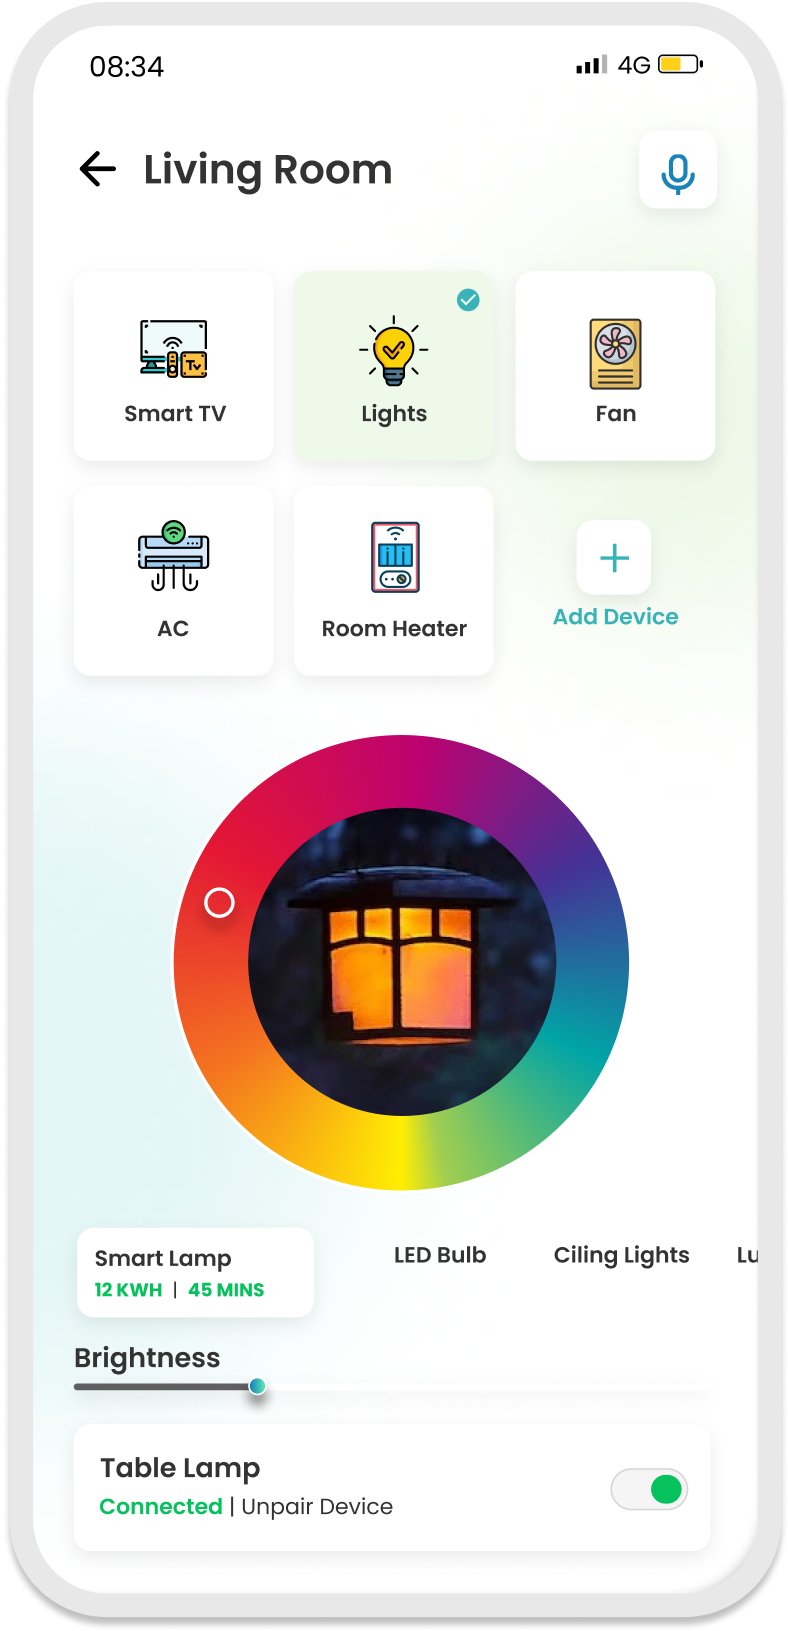 08:34 4G
Living Room
Tv
Smart TV Lights Fan
AC Room Heater Add Device
Smart Lamp LED Bulb Ciling Lights Lu
12 KWH | 45 MINS
Brightness
Table Lamp
Connected | Unpair Device